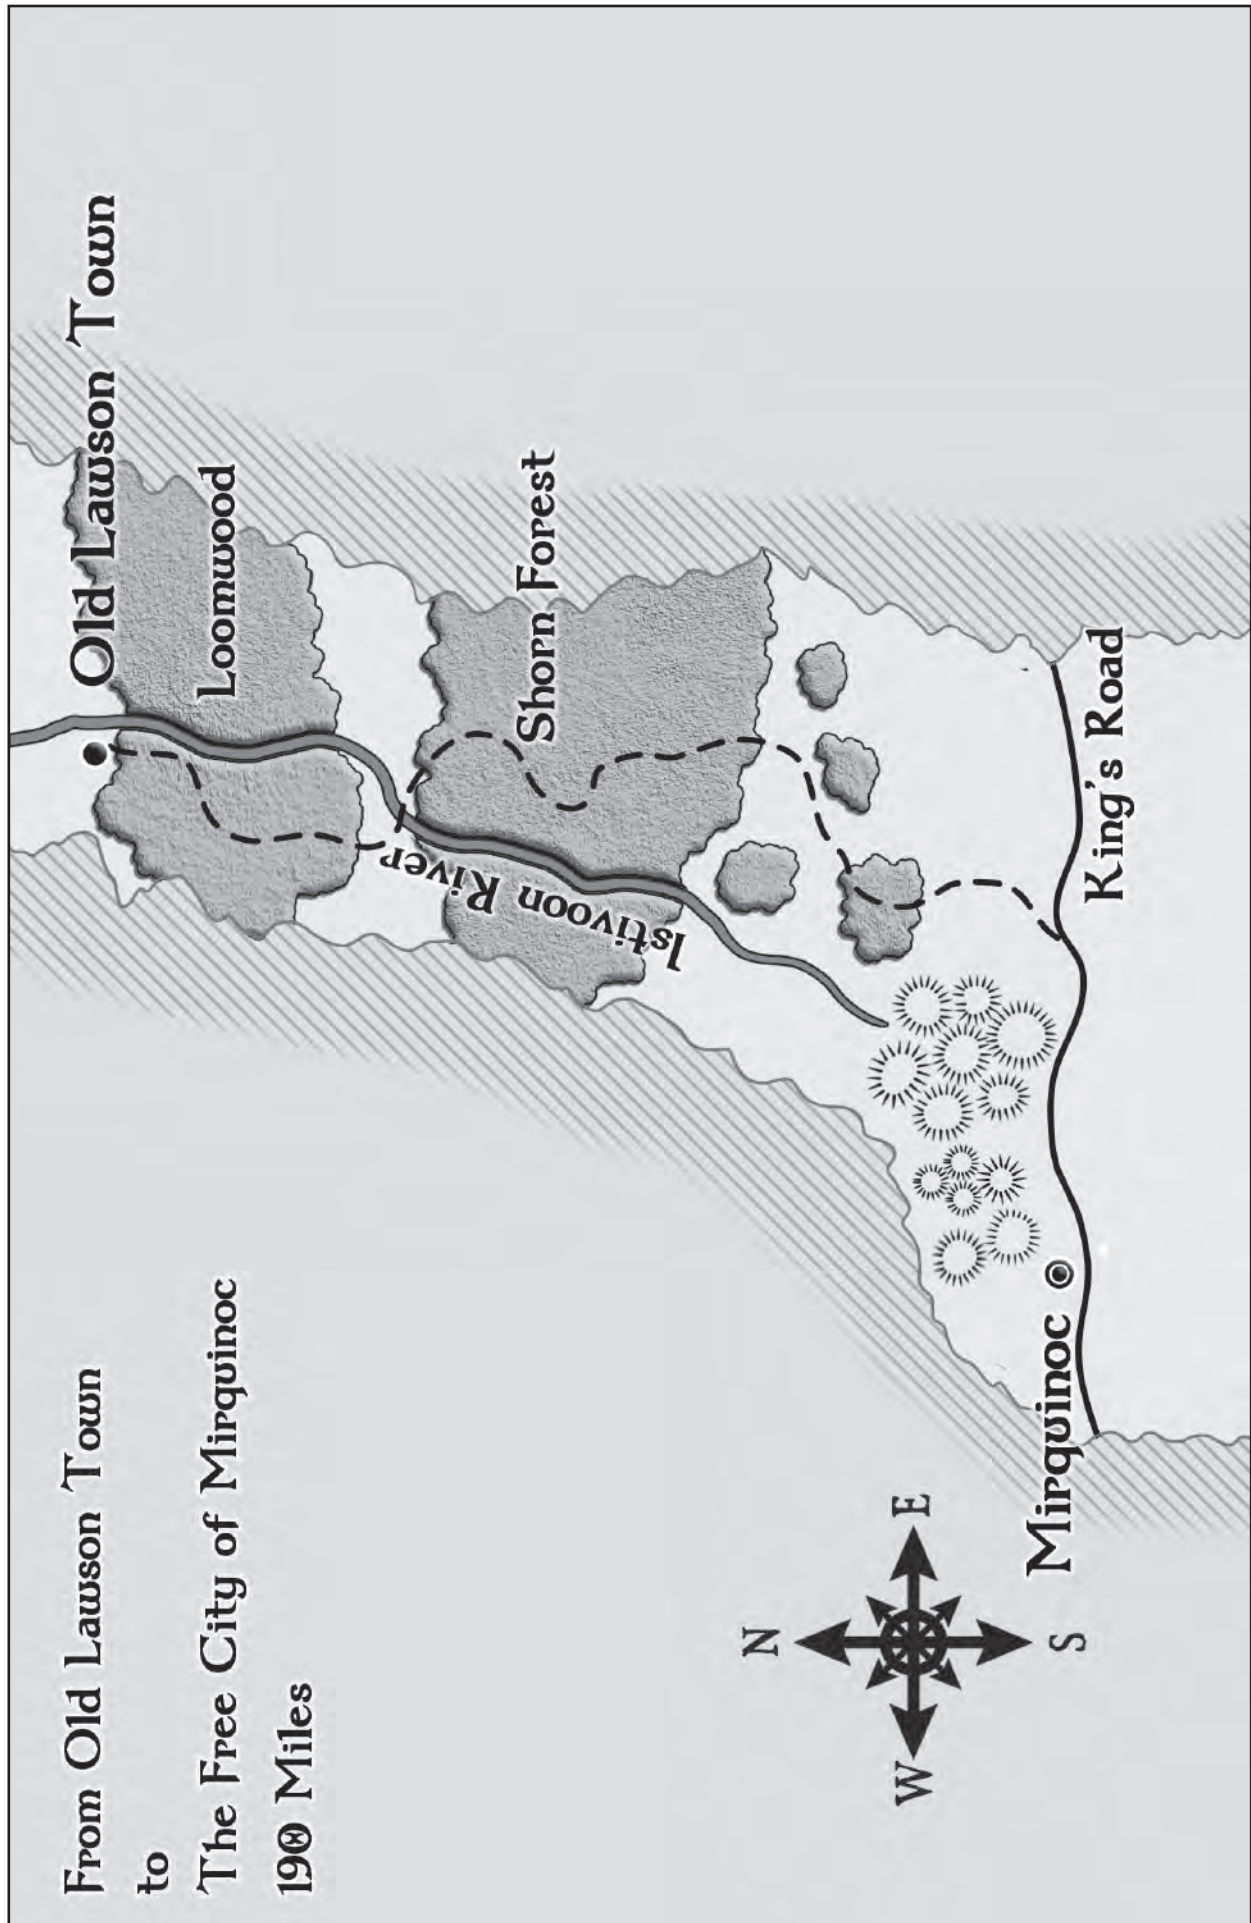 From Old Lawson Town
to
The Free City of Mirquinoc
190 Miles
Old Lawson Town
Loomwood
Istivoon River
Shorn Forest
King's Road
Mirquinoc
N
W
E
S